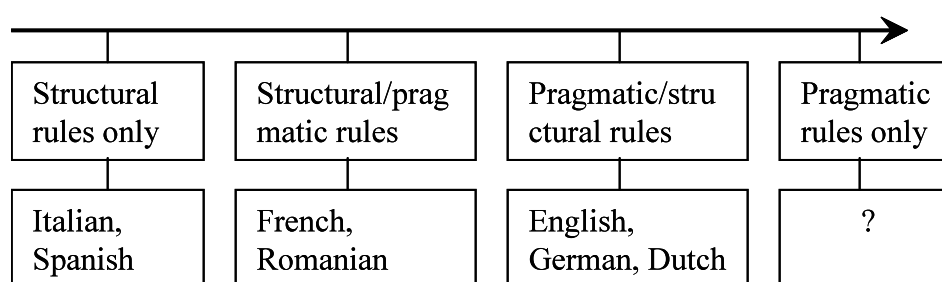 Structural
rules only
Structural/prag
matic rules
Pragmatic/stru
ctural rules
Pragmatic
rules only
Italian,
Spanish
French,
Romanian
English,
German, Dutch
?